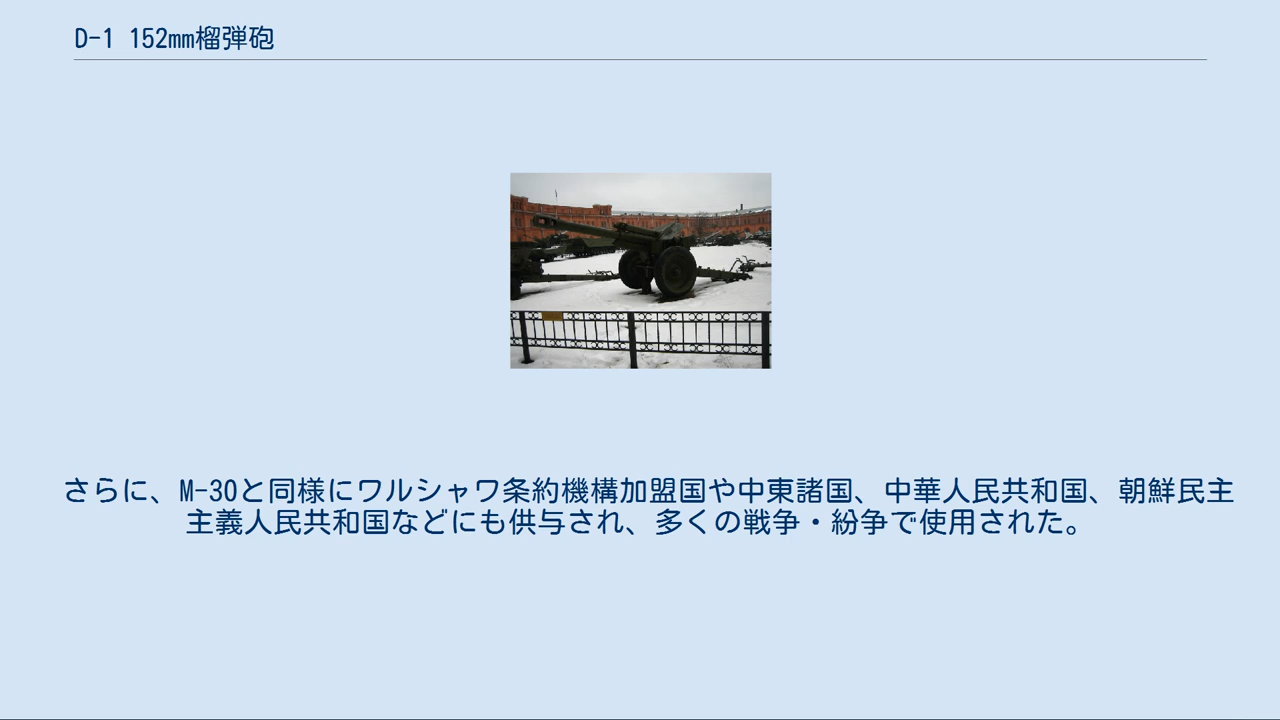 D-1 152mm榴弾砲
さらに、M-30と同様にワルシャワ条約機構加盟国や中東諸国、中華人民共和国、朝鮮民主
主義人民共和国などにも供与され、多くの戦争・紛争で使用された。